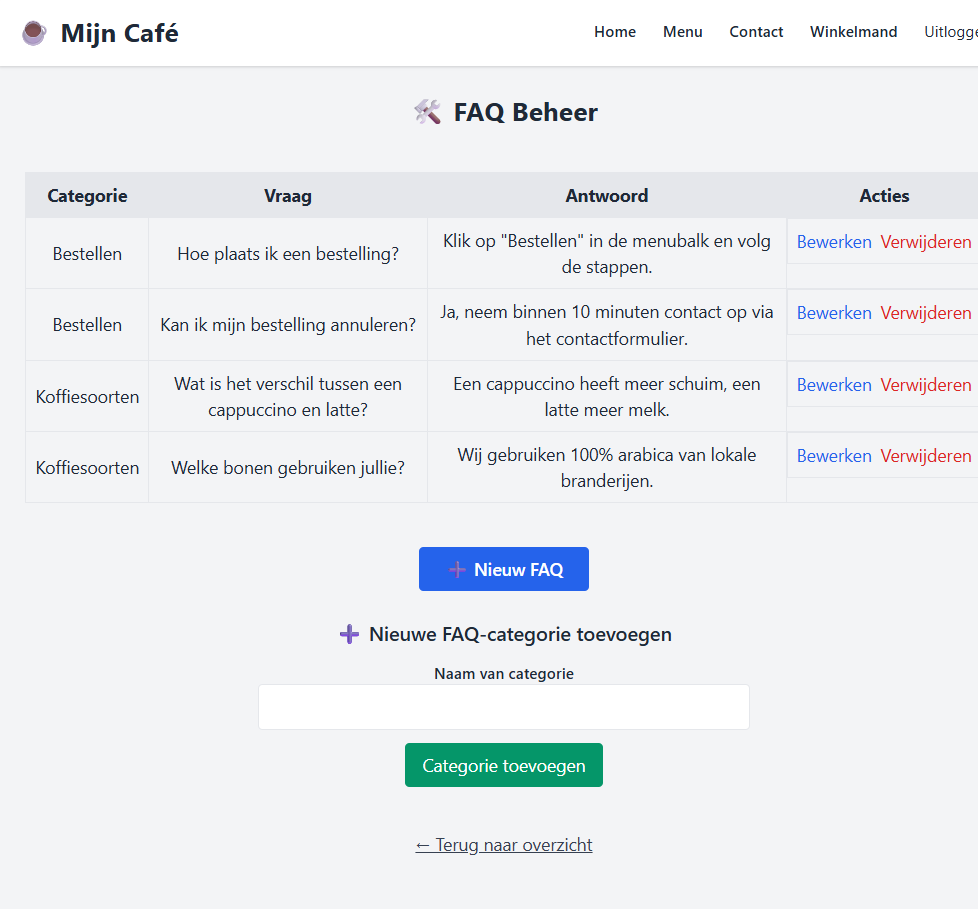 Mijn Café
Home Menu Contact Winkelmand Uitlogge
FAQ Beheer
Categorie Vraag Antwoord Acties
Bestellen Hoe plaats ik een bestelling? Klik op "Bestellen" in de menubalk en volg de stappen. Bewerken Verwijderen
Bestellen Kan ik mijn bestelling annuleren? Ja, neem binnen 10 minuten contact op via het contactformulier. Bewerken Verwijderen
Koffiesoorten Wat is het verschil tussen een cappuccino en latte? Een cappuccino heeft meer schuim, een latte meer melk. Bewerken Verwijderen
Koffiesoorten Welke bonen gebruiken jullie? Wij gebruiken 100% arabica van lokale branderijen. Bewerken Verwijderen
Nieuw FAQ
Nieuwe FAQ-categorie toevoegen
Naam van categorie
Categorie toevoegen
← Terug naar overzicht